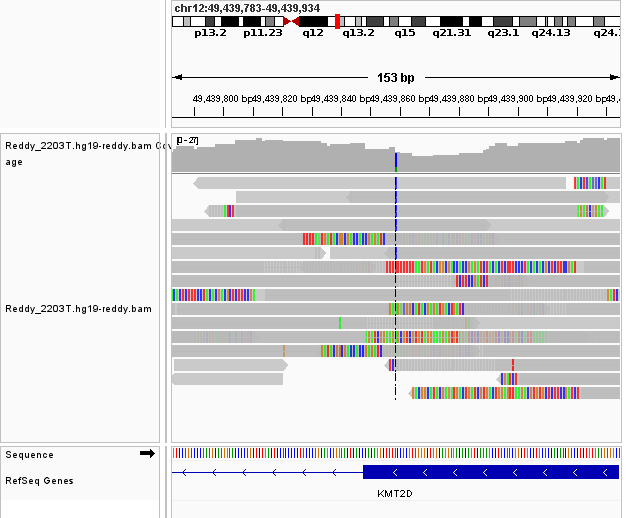 chr12:49,439,783-49,439,934
p13.2 p11.23 q12 q13.2 q15 q21.31 q23.1 q24.13 q24.
153 bp
49,439,800 bp 49,439,820 bp 49,439,840 bp 49,439,860 bp 49,439,880 bp 49,439,900 bp 49,439,920 bp 49,4
Reddy_2203T.hg19-reddy.bam Cov
age
[0 - 27]
Reddy_2203T.hg19-reddy.bam
Sequence
RefSeq Genes
KMT2D